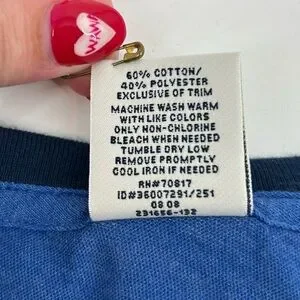 60% COTTON/
40% POLYESTER
EXCLUSIVE OF TRIM
MACHINE WASH WARM
WITH LIKE COLORS
ONLY NON-CHLORINE
BLEACH WHEN NEEDED
TUMBLE DRY LOW
REMOVE PROMPTLY
COOL IRON IF NEEDED
RN#70817
ID#36007291/251
08 08
231656-132